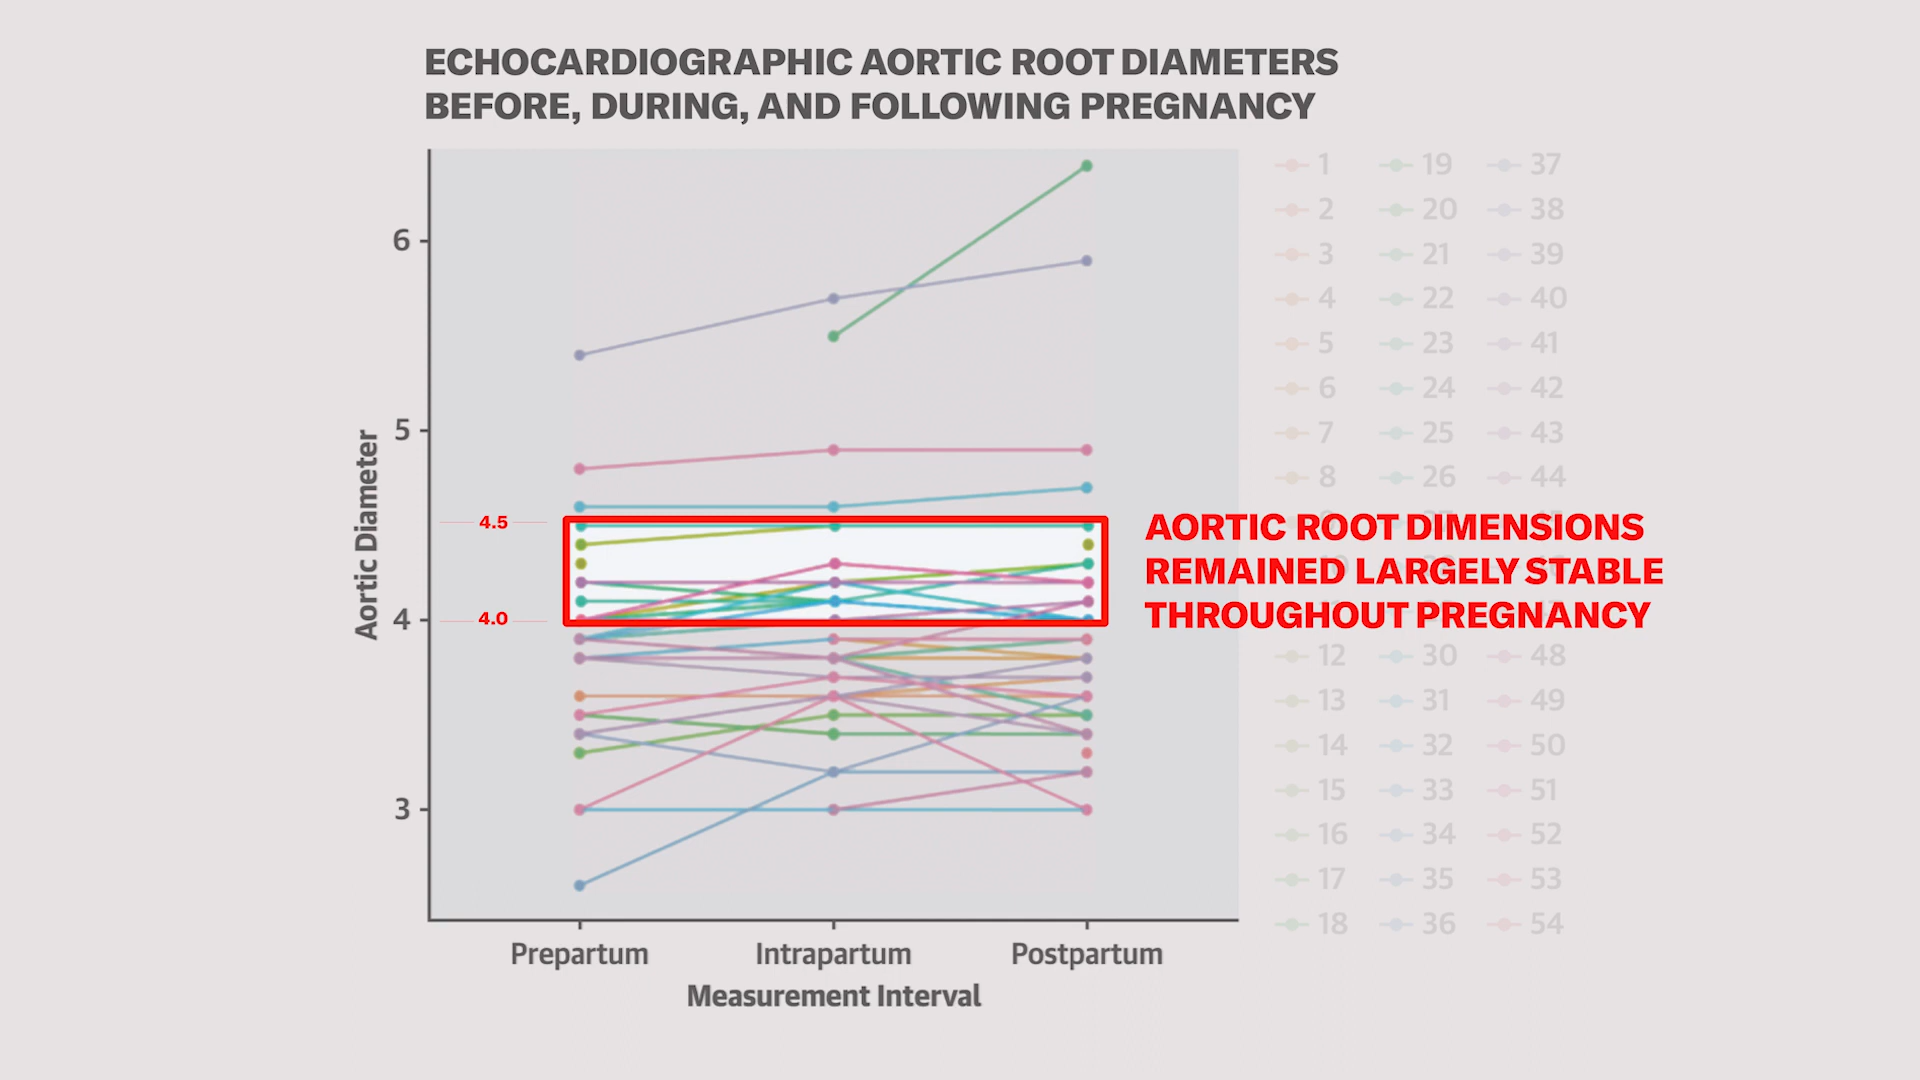 ECHOCARDIOGRAPHIC AORTIC ROOT DIAMETERS
BEFORE, DURING, AND FOLLOWING PREGNANCY
Aortic Diameter
6
5
4.5
4.0
4
3
Prepartum Intrapartum Postpartum
Measurement Interval
AORTIC ROOT DIMENSIONS
REMAINED LARGELY STABLE
THROUGHOUT PREGNANCY
1 19 37
2 20 38
3 21 39
4 22 40
5 23 41
6 24 42
7 25 43
8 26 44
12 30 48
13 31 49
14 32 50
15 33 51
16 34 52
17 35 53
18 36 54